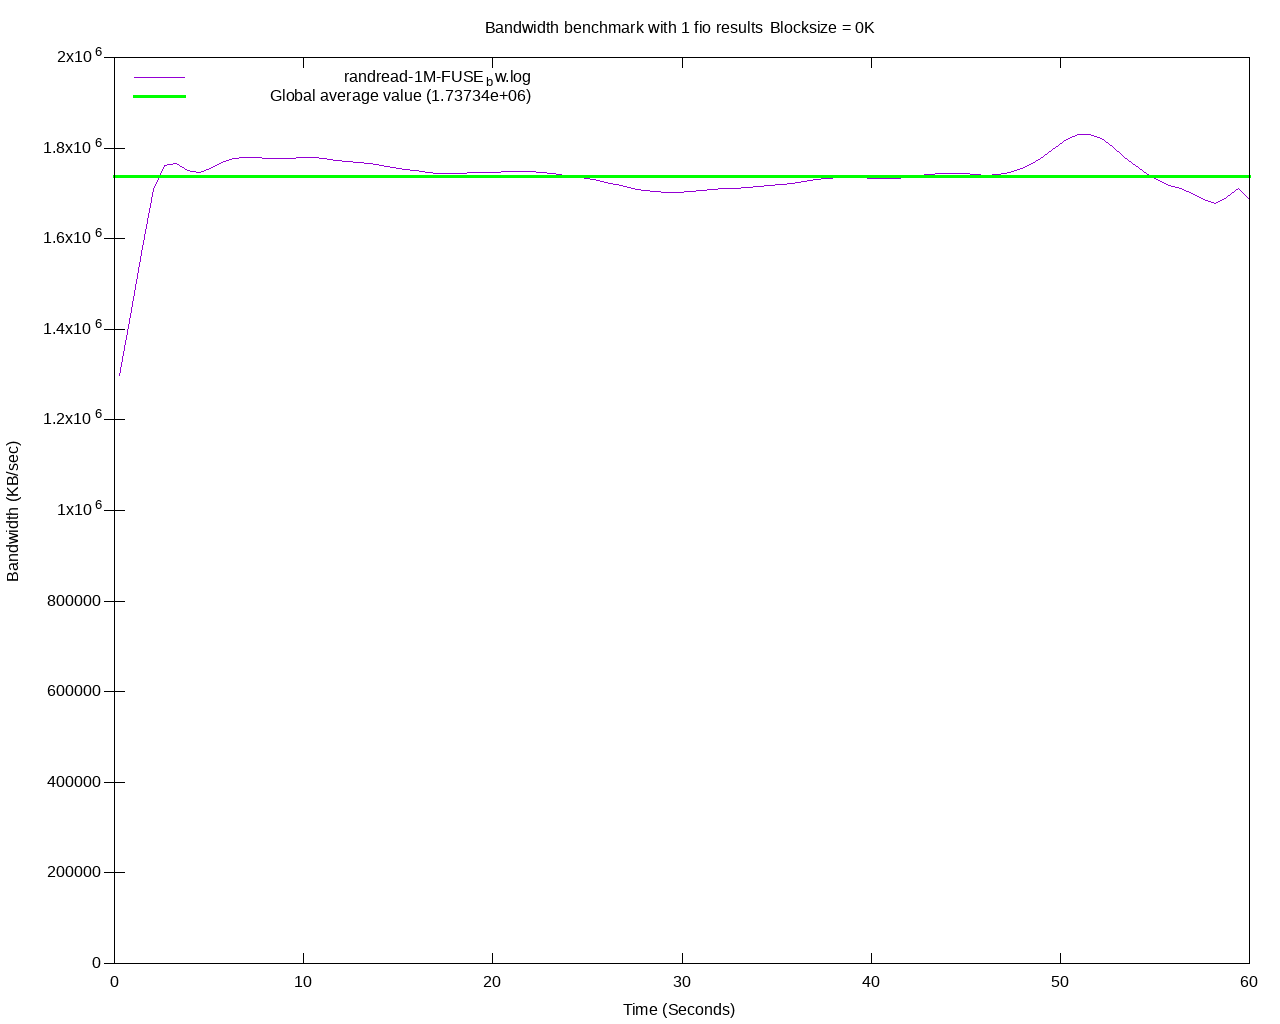 Bandwidth benchmark with 1 fio results Blocksize = 0K
randread-1M-FUSE_bw.log
Global average value (1.73734e+06)
2x10^6
1.8x10^6
1.6x10^6
1.4x10^6
1.2x10^6
1x10^6
800000
600000
400000
200000
0
Bandwidth (KB/sec)
0 10 20 30 40 50 60
Time (Seconds)